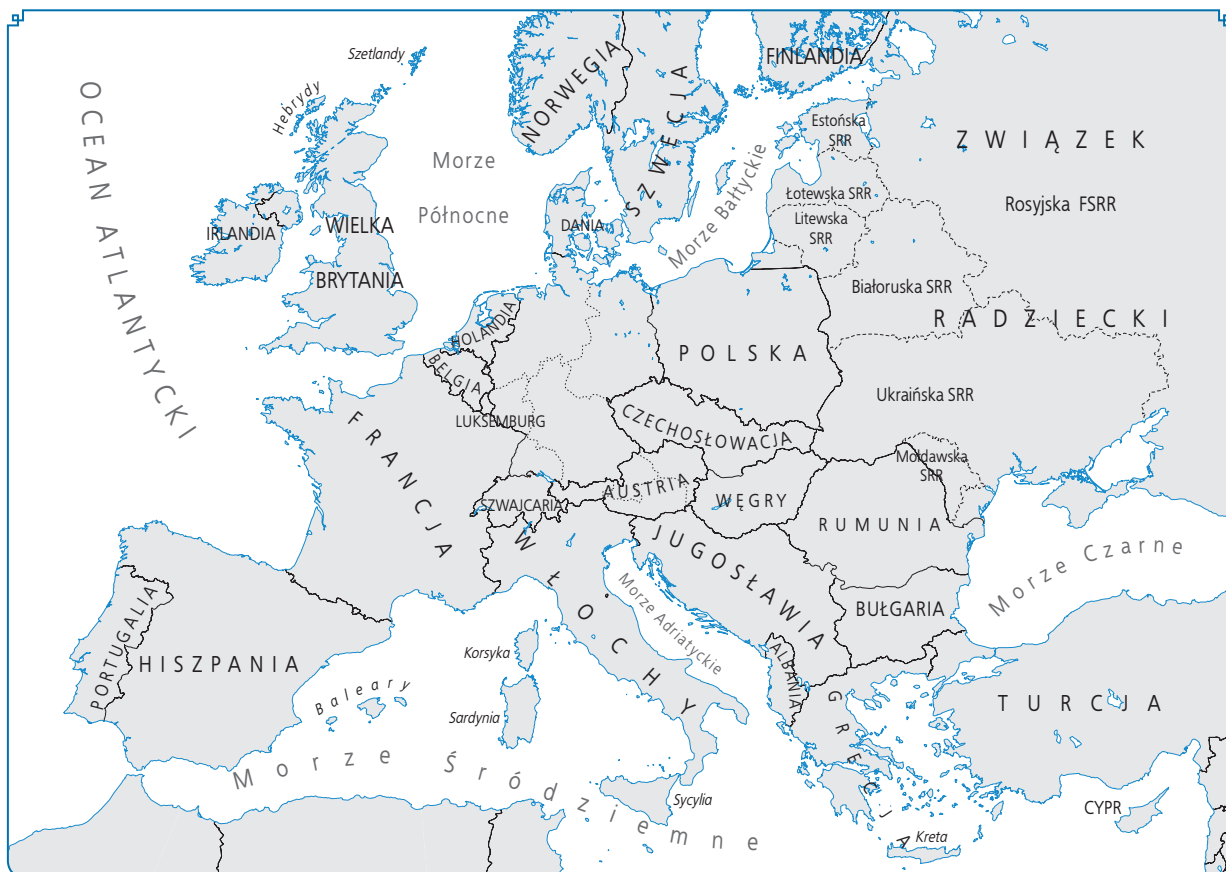 Szetlandy
Hebrydy
OCEAN ATLANTYCKI
NORWEGIA
SZWECJA
FINLANDIA
Estońska
SRR
ZWIĄZEK
Morze
Północne
Morze Bałtyckie
Łotewska SRR
Litewska
SRR
Rosyjska FSRR
IRLANDIA
WIELKA
BRYTANIA
DANIA
Białoruska SRR
RADZIECKI
HOLANDIA
BELGIA
LUKSEMBURG
POLSKA
Ukraińska SRR
FRANCJA
CZECHOSŁOWACJA
Mołdawska
SRR
SZWAJCARIA
AUSTRIA
WĘGRY
RUMUNIA
WŁOCHY
JUGOSŁAWIA
Morze Czarne
Morze Adriatyckie
BUŁGARIA
PORTUGALIA
HISZPANIA
Korsyka
Baleary
Sardynia
ALBANIA
GRECJA
TURCJA
Morze Śródziemne
Sycylia
CYPR
Kreta